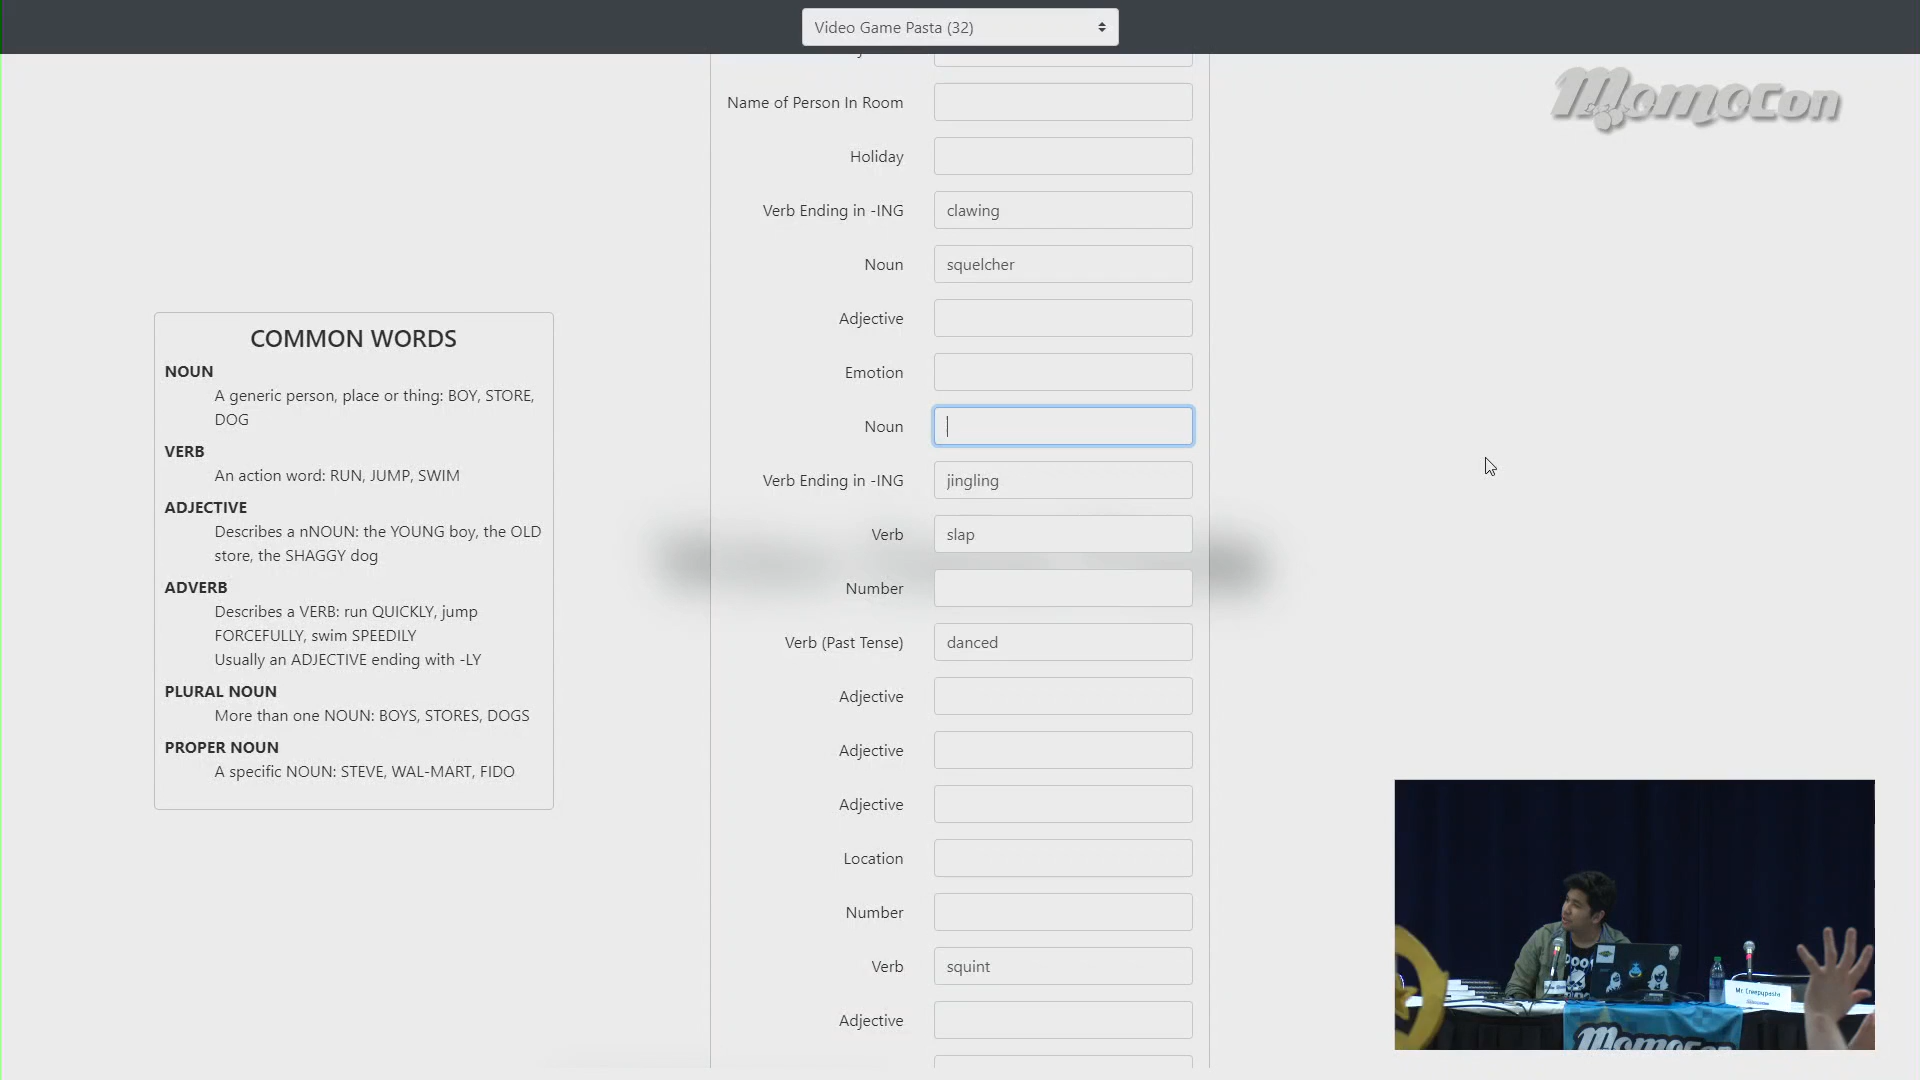 Video Game Pasta (32)
MomoCon
Name of Person In Room
Holiday
Verb Ending in -ING clawing
Noun squelcher
Adjective
Emotion
Noun
Verb Ending in -ING jingling
Verb slap
Number
Verb (Past Tense) danced
Adjective
Adjective
Adjective
Location
Number
Verb squint
Adjective
COMMON WORDS
NOUN
A generic person, place or thing: BOY, STORE,
DOG
VERB
An action word: RUN, JUMP, SWIM
ADJECTIVE
Describes a nNOUN: the YOUNG boy, the OLD
store, the SHAGGY dog
ADVERB
Describes a VERB: run QUICKLY, jump
FORCEFULLY, swim SPEEDILY
Usually an ADJECTIVE ending with -LY
PLURAL NOUN
More than one NOUN: BOYS, STORES, DOGS
PROPER NOUN
A specific NOUN: STEVE, WAL-MART, FIDO
Mr. Creepypasta
MomoCon